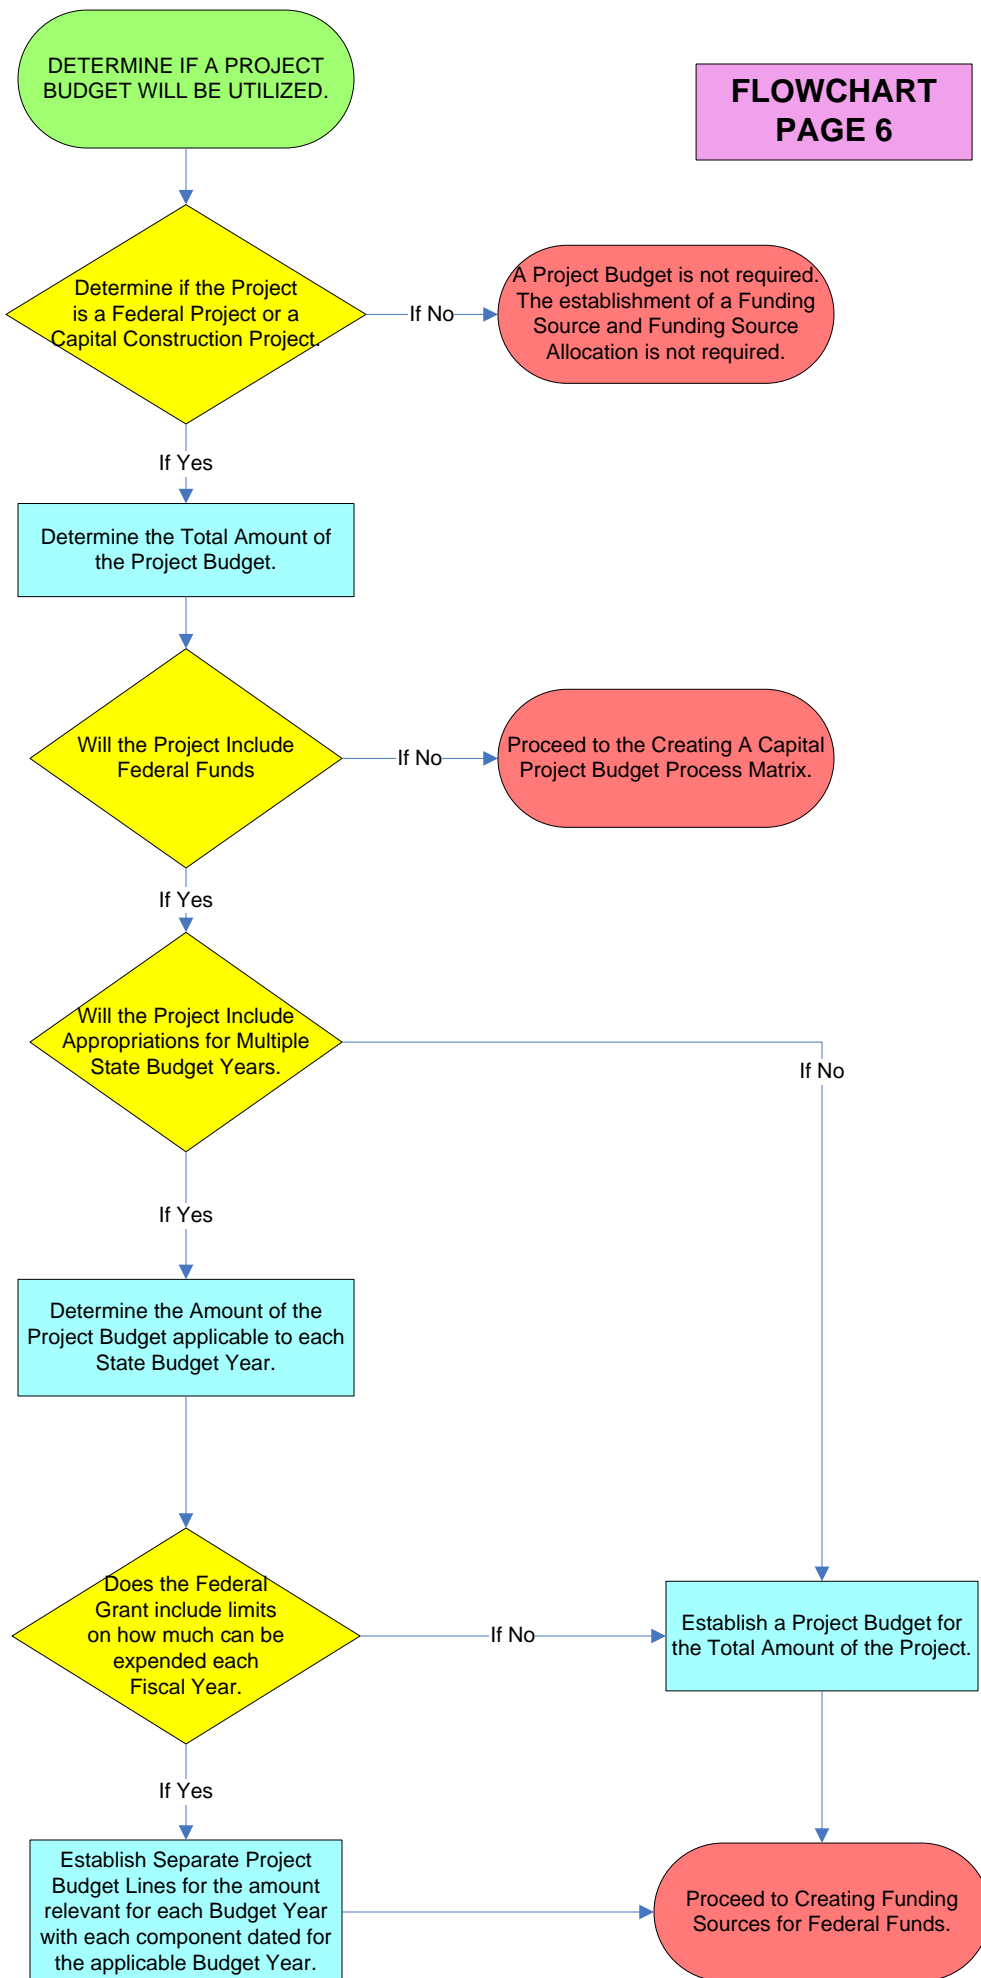 DETERMINE IF A PROJECT
BUDGET WILL BE UTILIZED.
FLOWCHART
PAGE 6
Determine if the Project
is a Federal Project or a
Capital Construction Project.
If No
A Project Budget is not required.
The establishment of a Funding
Source and Funding Source
Allocation is not required.
If Yes
Determine the Total Amount of
the Project Budget.
Will the Project Include
Federal Funds
If No
Proceed to the Creating A Capital
Project Budget Process Matrix.
If Yes
Will the Project Include
Appropriations for Multiple
State Budget Years.
If No
If Yes
Determine the Amount of the
Project Budget applicable to each
State Budget Year.
Does the Federal
Grant include limits
on how much can be
expended each
Fiscal Year.
If No
Establish a Project Budget for
the Total Amount of the Project.
If Yes
Establish Separate Project
Budget Lines for the amount
relevant for each Budget Year
with each component dated for
the applicable Budget Year.
Proceed to Creating Funding
Sources for Federal Funds.